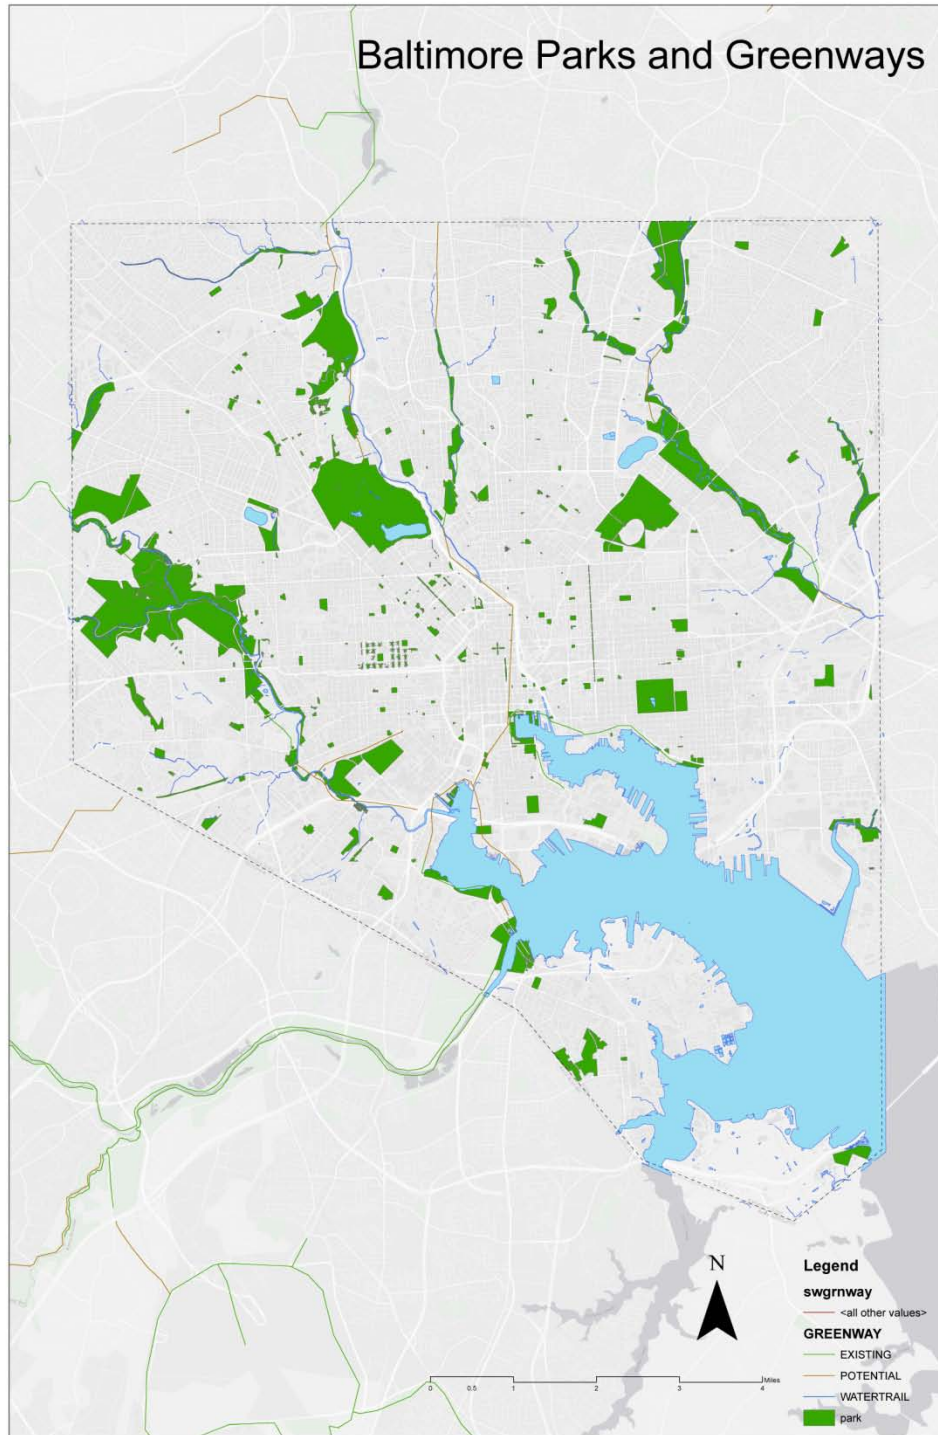 Baltimore Parks and Greenways
N
Legend
swgrnway
<all other values>
GREENWAY
EXISTING
POTENTIAL
WATERTRAIL
park
Miles
0 0.5 1 2 3 4